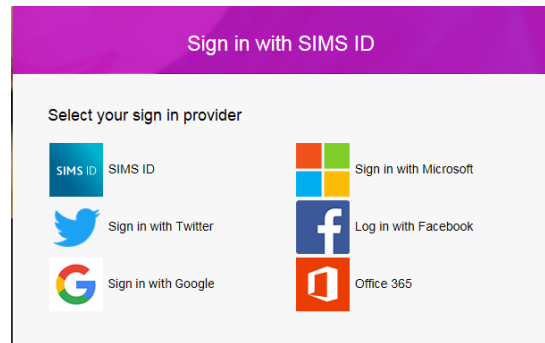 Sign in with SIMS ID
Select your sign in provider
SIMS ID SIMS ID
Sign in with Microsoft
Sign in with Twitter
Log in with Facebook
Sign in with Google
Office 365